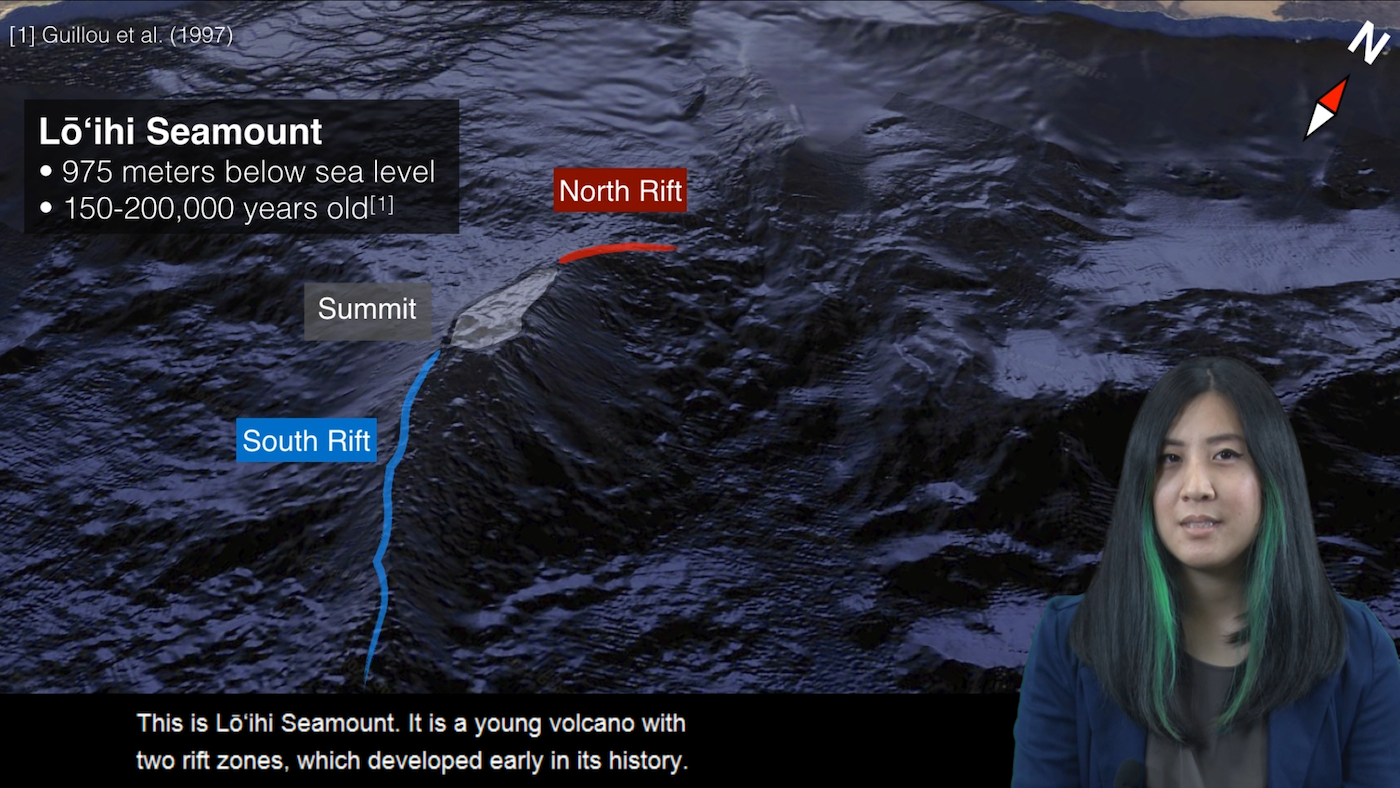 [1] Guillou et al. (1997)
N
© 2021 Google
Lōʻihi Seamount
• 975 meters below sea level
• 150-200,000 years old[1]
North Rift
Summit
South Rift
This is Lōʻihi Seamount. It is a young volcano with
two rift zones, which developed early in its history.